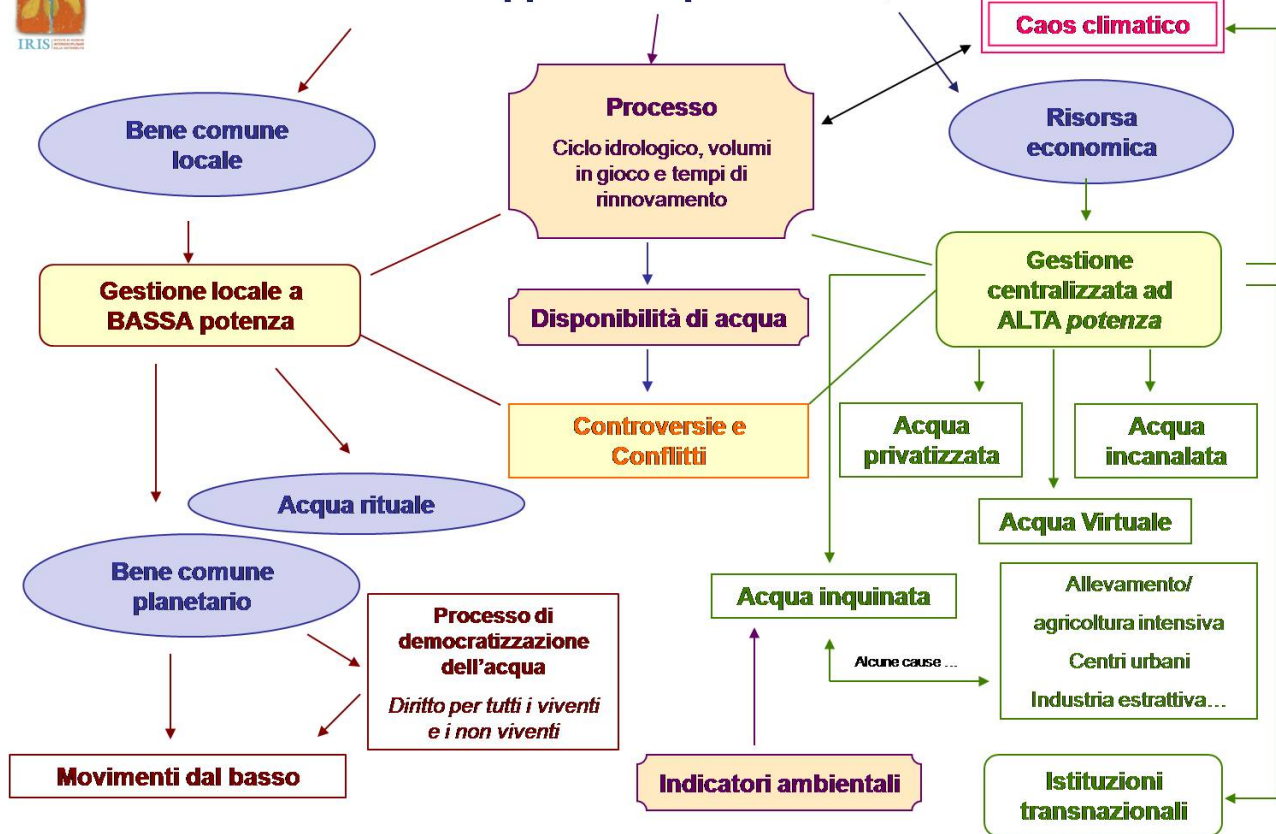 IRIS
Caos climatico
Bene comune
locale
Processo
Ciclo idrologico, volumi
in gioco e tempi di
rinnovamento
Risorsa
economica
Gestione locale a
BASSA potenza
Disponibilità di acqua
Gestione
centralizzata ad
ALTA potenza
Controversie e
Conflitti
Acqua
privatizzata
Acqua
incanalata
Acqua rituale
Acqua Virtuale
Bene comune
planetario
Acqua inquinata
Allevamento/
agricoltura intensiva
Centri urbani
Industria estrattiva...
Processo di
democratizzazione
dell'acqua
Diritto per tutti i viventi
e i non viventi
Alcune cause ...
Movimenti dal basso
Indicatori ambientali
Istituzioni
transnazionali